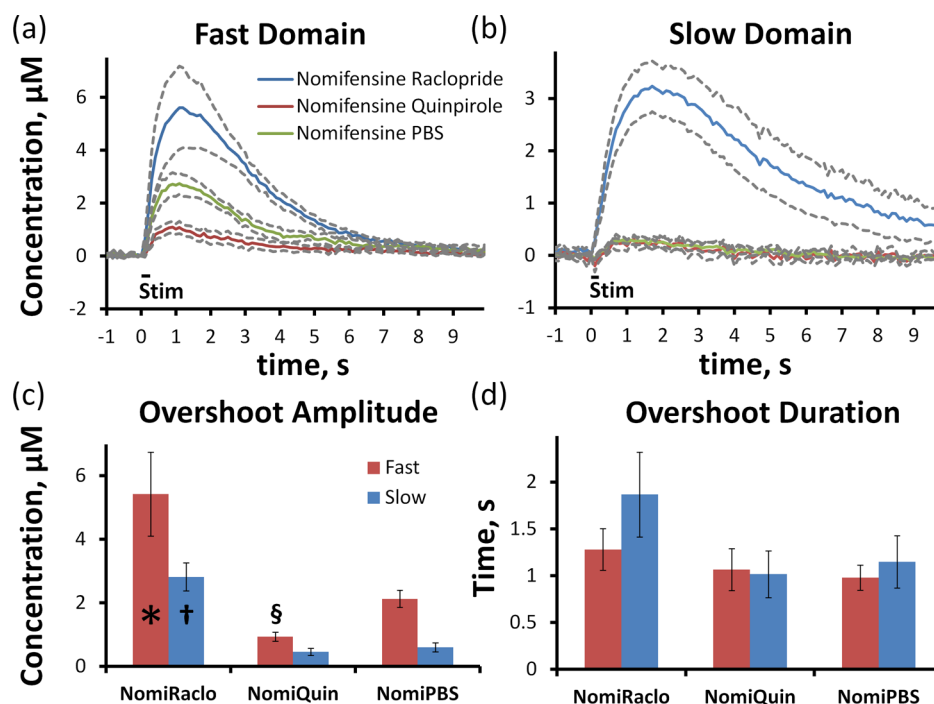 (a)
Fast Domain
Concentration, µM
6
4
2
0
-2
Nomifensine Raclopride
Nomifensine Quinpirole
Nomifensine PBS
Stim
-1 0 1 2 3 4 5 6 7 8 9
time, s
(b)
Slow Domain
3
2
1
0
-1
Stim
-1 0 1 2 3 4 5 6 7 8 9
time, s
(c)
Overshoot Amplitude
Concentration, µM
6
4
2
0
Fast
Slow
* †
§
NomiRaclo NomiQuin NomiPBS
(d)
Overshoot Duration
Time, s
2
1.5
1
0.5
0
NomiRaclo NomiQuin NomiPBS